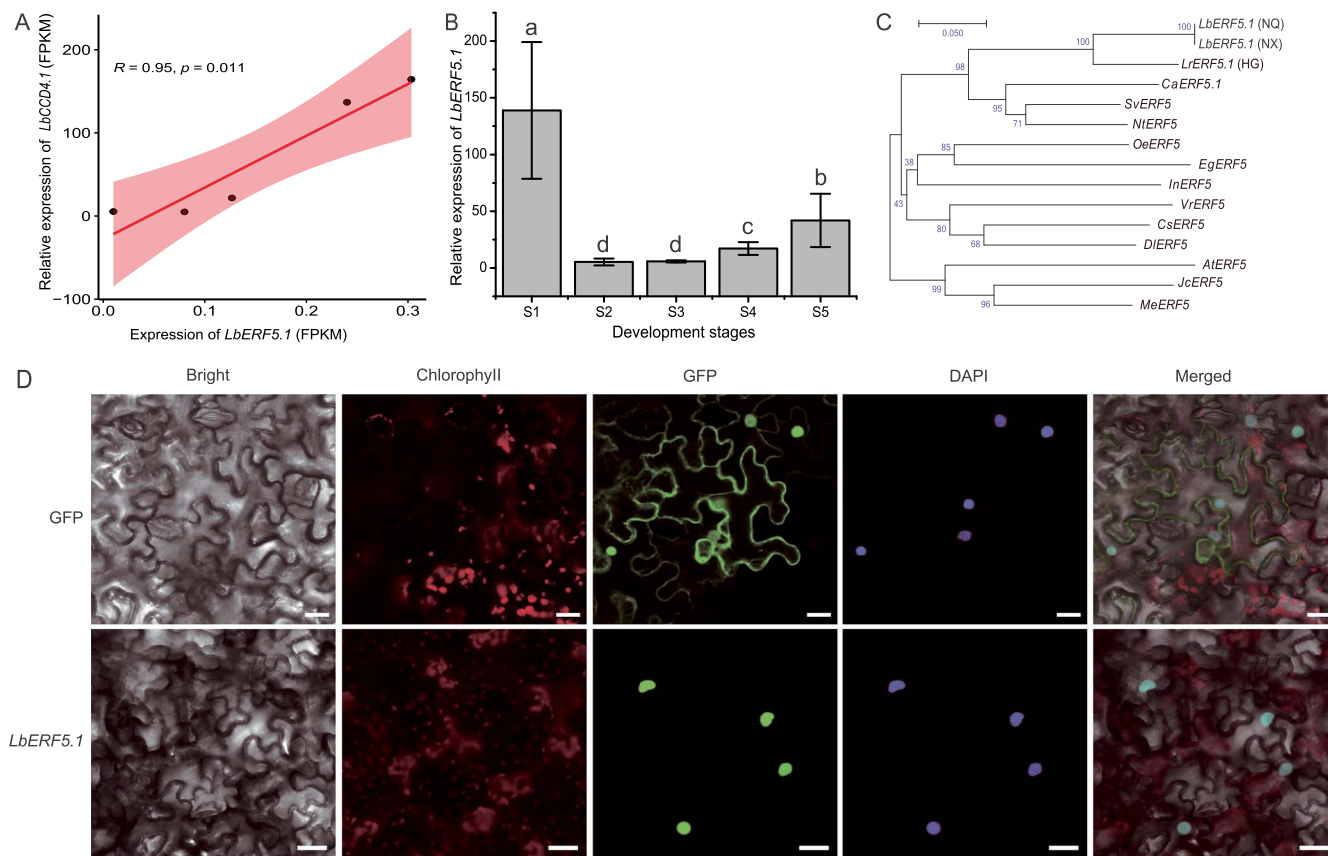 A
Relative expression of LbCCD4.1 (FPKM)
200
100
0
−100
R = 0.95, p = 0.011
0.0
0.1
0.2
0.3
Expression of LbERF5.1 (FPKM)
B
Relative expression of LbERF5.1
200
150
100
50
0
a
d
d
c
b
S1
S2
S3
S4
S5
Development stages
C
0.050
100
LbERF5.1 (NQ)
LbERF5.1 (NX)
100
LrERF5.1 (HG)
98
CaERF5.1
95
SvERF5
71
NtERF5
85
OeERF5
38
EgERF5
InERF5
43
VrERF5
80
CsERF5
68
DlERF5
AtERF5
99
JcERF5
96
MeERF5
D
Bright
ChlorophyII
GFP
DAPI
Merged
GFP
LbERF5.1